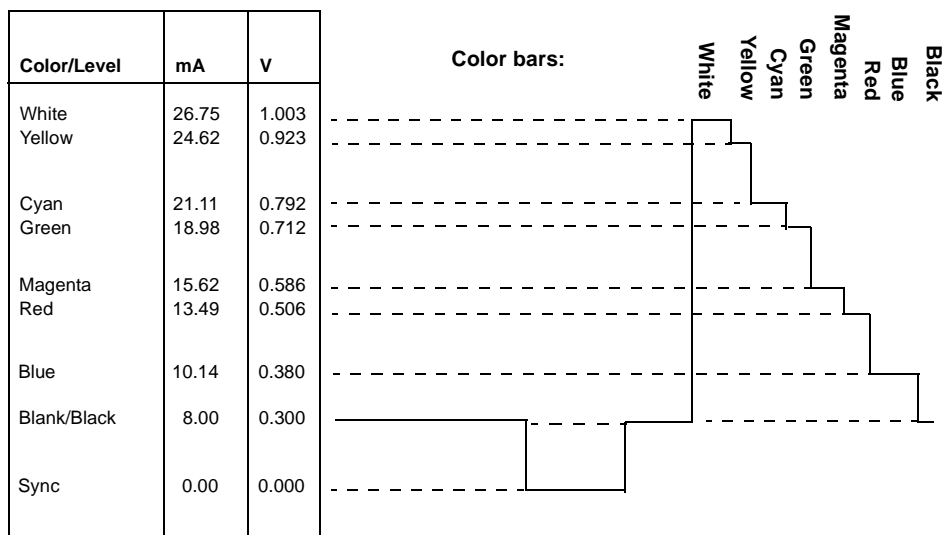 Color/Level mA V
White 26.75 1.003
Yellow 24.62 0.923
Cyan 21.11 0.792
Green 18.98 0.712
Magenta 15.62 0.586
Red 13.49 0.506
Blue 10.14 0.380
Blank/Black 8.00 0.300
Sync 0.00 0.000
Color bars:
White
Yellow
Cyan
Green
Magenta
Red
Blue
Black